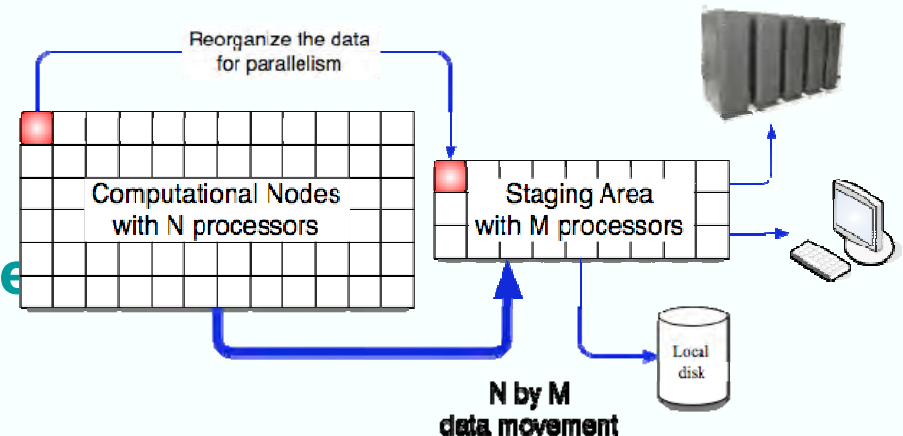 Reorganize the data
for parallelism
Computational Nodes
with N processors
Staging Area
with M processors
e
Local
disk
N by M
data movement